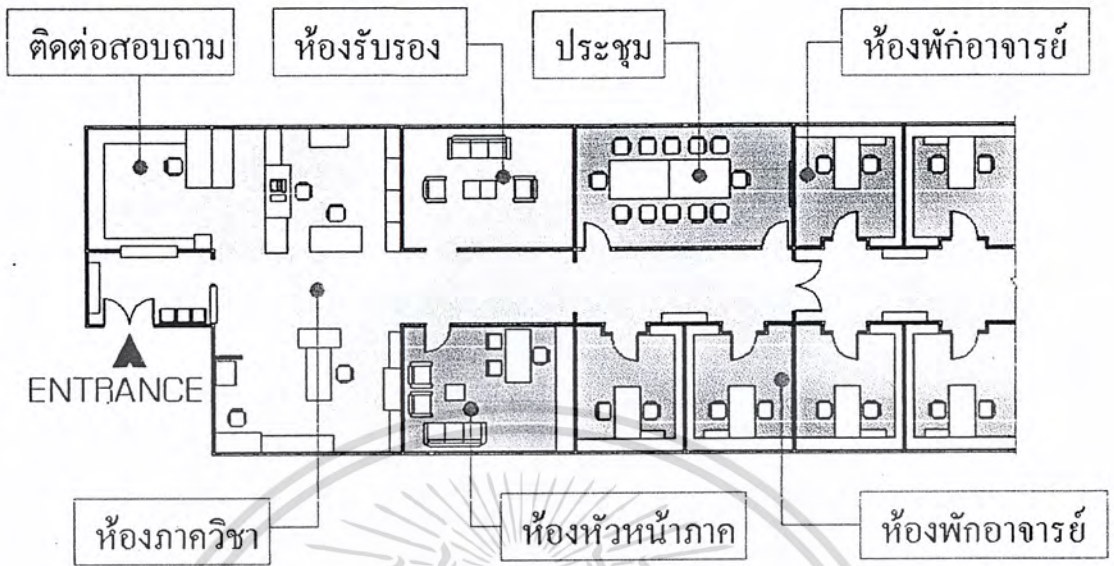 ติดต่อสอบถาม
ห้องรับรอง
ประชุม
ห้องพักอาจารย์
ENTRANCE
ห้องภาควิชา
ห้องหัวหน้าภาค
ห้องพักอาจารย์